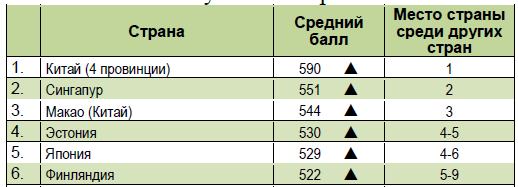 Страна Средний балл Место страны среди других стран
1. Китай (4 провинции) 590 ▲ 1
2. Сингапур 551 ▲ 2
3. Макао (Китай) 544 ▲ 3
4. Эстония 530 ▲ 4-5
5. Япония 529 ▲ 4-6
6. Финляндия 522 ▲ 5-9